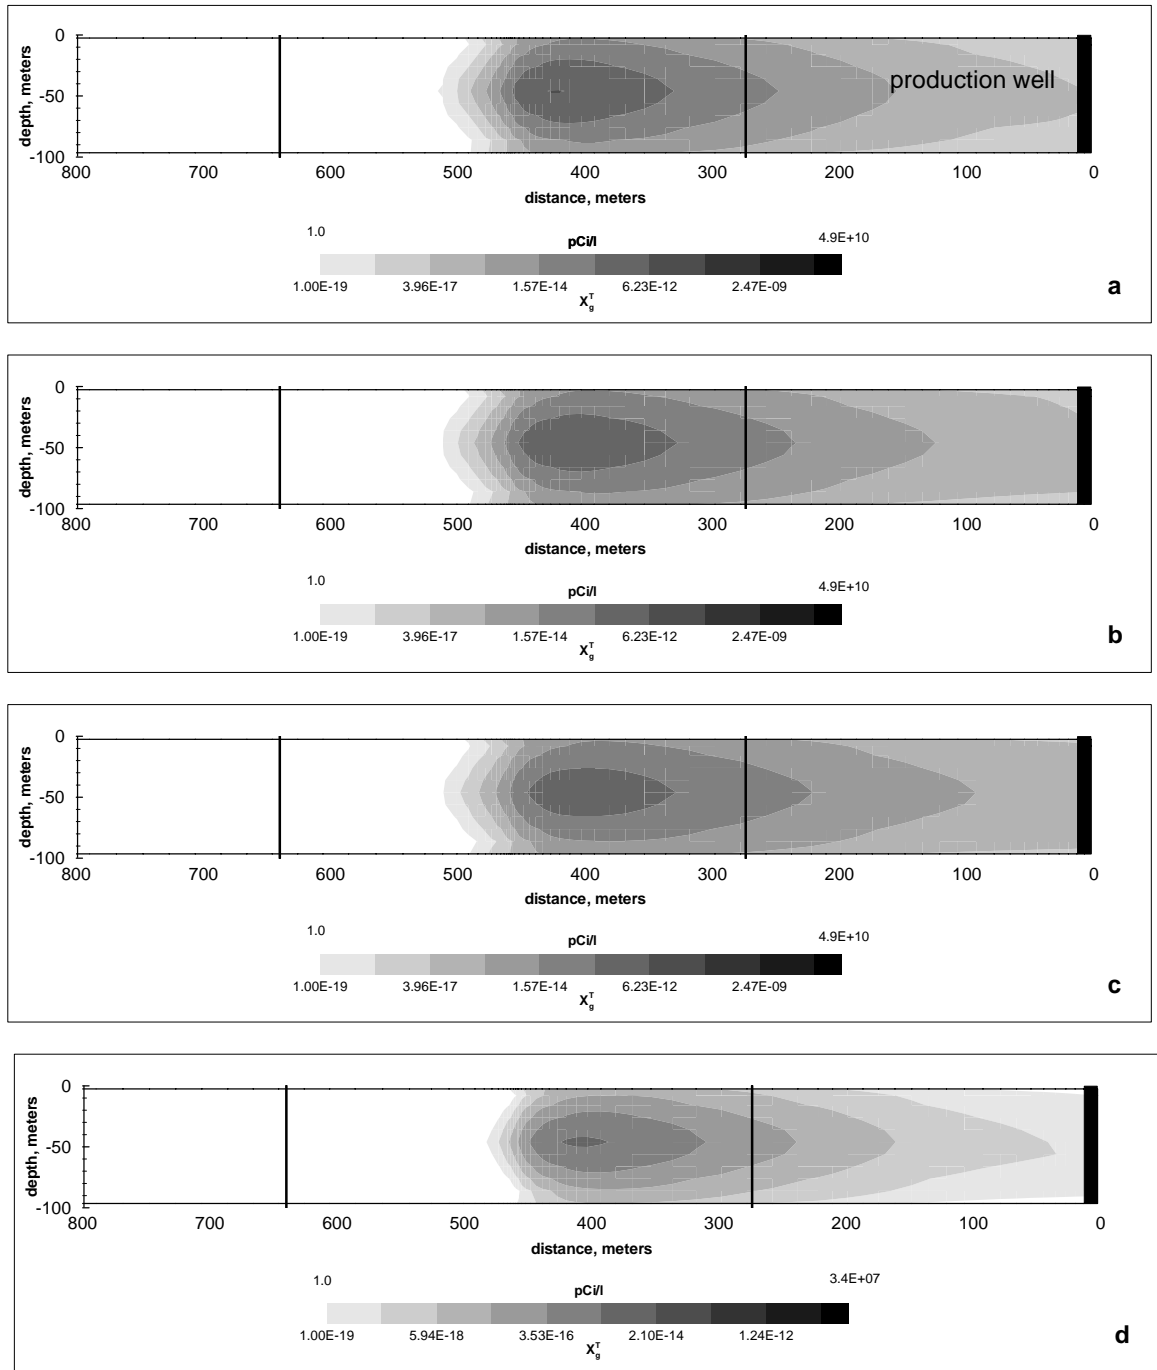 0
depth, meters
-50
production well
-100
800 700 600 500 400 300 200 100 0
distance, meters
1.0 pCi/l 4.9E+10
1.00E-19 3.96E-17 1.57E-14 6.23E-12 2.47E-09
X_g^T
a
0
depth, meters
-50
-100
800 700 600 500 400 300 200 100 0
distance, meters
1.0 pCi/l 4.9E+10
1.00E-19 3.96E-17 1.57E-14 6.23E-12 2.47E-09
X_g^T
b
0
depth, meters
-50
-100
800 700 600 500 400 300 200 100 0
distance, meters
1.0 pCi/l 4.9E+10
1.00E-19 3.96E-17 1.57E-14 6.23E-12 2.47E-09
X_g^T
c
0
depth, meters
-50
-100
800 700 600 500 400 300 200 100 0
distance, meters
1.0 pCi/l 3.4E+07
1.00E-19 5.94E-18 3.53E-16 2.10E-14 1.24E-12
X_g^T
d